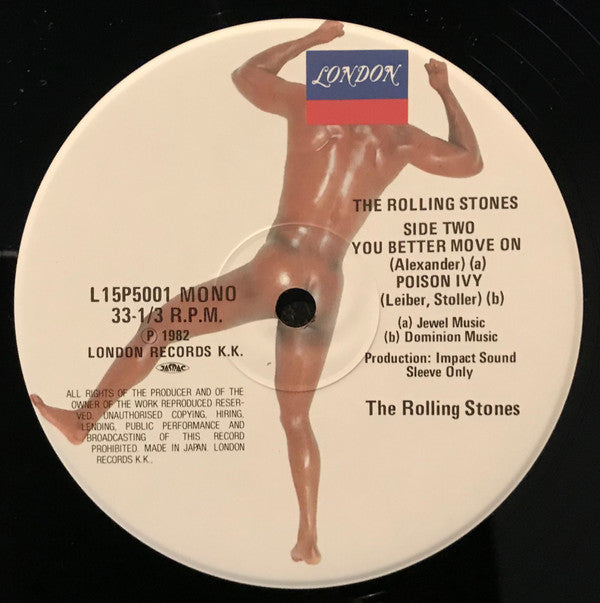 LONDON
THE ROLLING STONES
SIDE TWO
YOU BETTER MOVE ON
(Alexander) (a)
POISON IVY
(Leiber, Stoller) (b)
(a) Jewel Music
(b) Dominion Music
Production: Impact Sound
Sleeve Only
The Rolling Stones
L15P5001 MONO
33-1/3 R.P.M.
Ⓟ 1982
LONDON RECORDS K.K.
JASRAC
ALL RIGHTS OF THE PRODUCER AND OF THE
OWNER OF THE WORK REPRODUCED RESER-
VED. UNAUTHORISED COPYING, HIRING,
LENDING, PUBLIC PERFORMANCE AND
BROADCASTING OF THIS RECORD
PROHIBITED. MADE IN JAPAN. LONDON
RECORDS K.K.,